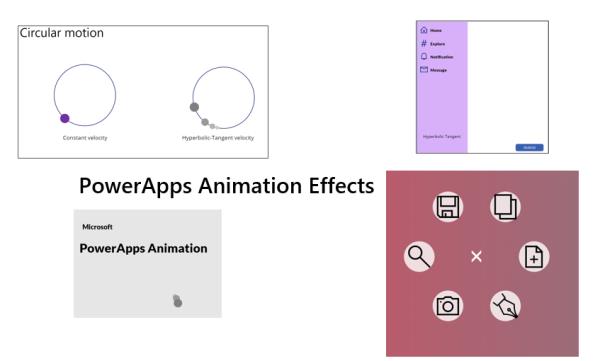 Circular motion
Constant velocity
Hyperbolic-Tangent velocity
Home
# Explore
Notification
Message
Hyperbolic Tangent
PowerApps Animation Effects
Microsoft
PowerApps Animation